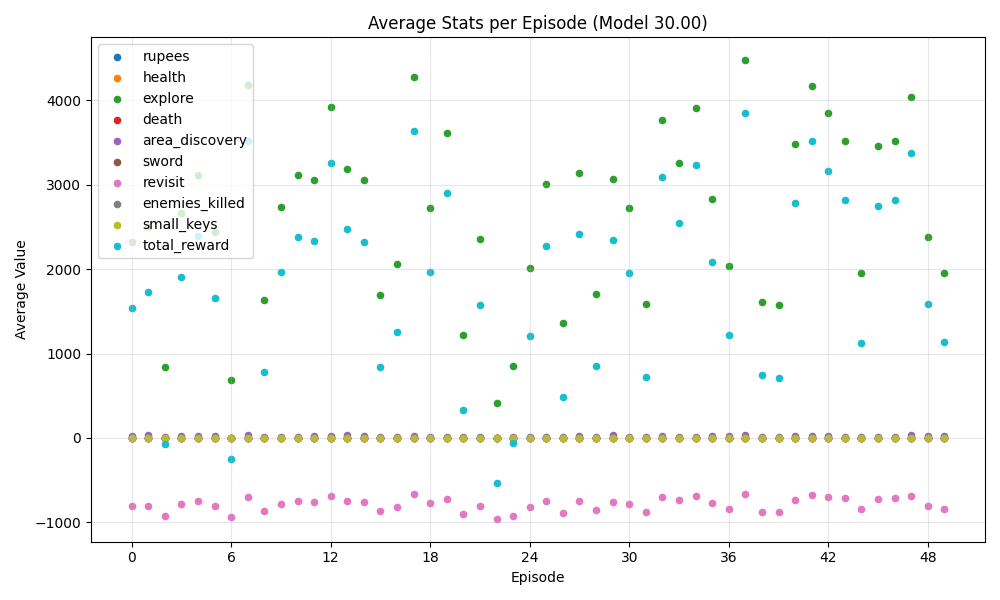 Average Stats per Episode (Model 30.00)
rupees
health
explore
death
area_discovery
sword
revisit
enemies_killed
small_keys
total_reward
Average Value
4000
3000
2000
1000
0
−1000
0 6 12 18 24 30 36 42 48
Episode